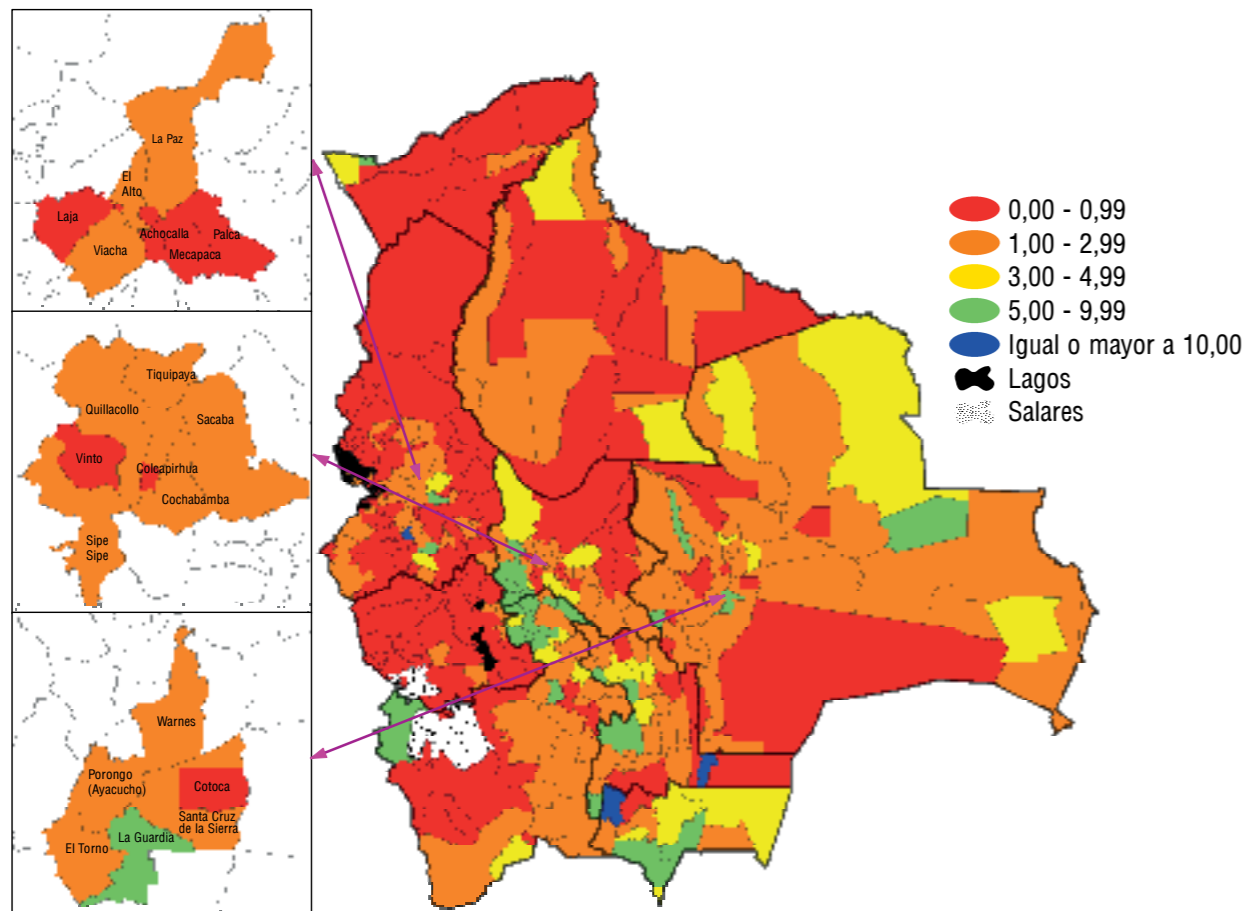 La Paz
El
Alto
Laja
Achocalla
Palca
Viacha
Mecapaca
Tiquipaya
Quillacollo
Sacaba
Vinto
Colcapirhua
Cochabamba
Sipe
Sipe
Warnes
Porongo
(Ayacucho)
Cotoca
Santa Cruz
de la Sierra
La Guardia
El Torno
0,00 - 0,99
1,00 - 2,99
3,00 - 4,99
5,00 - 9,99
Igual o mayor a 10,00
Lagos
Salares